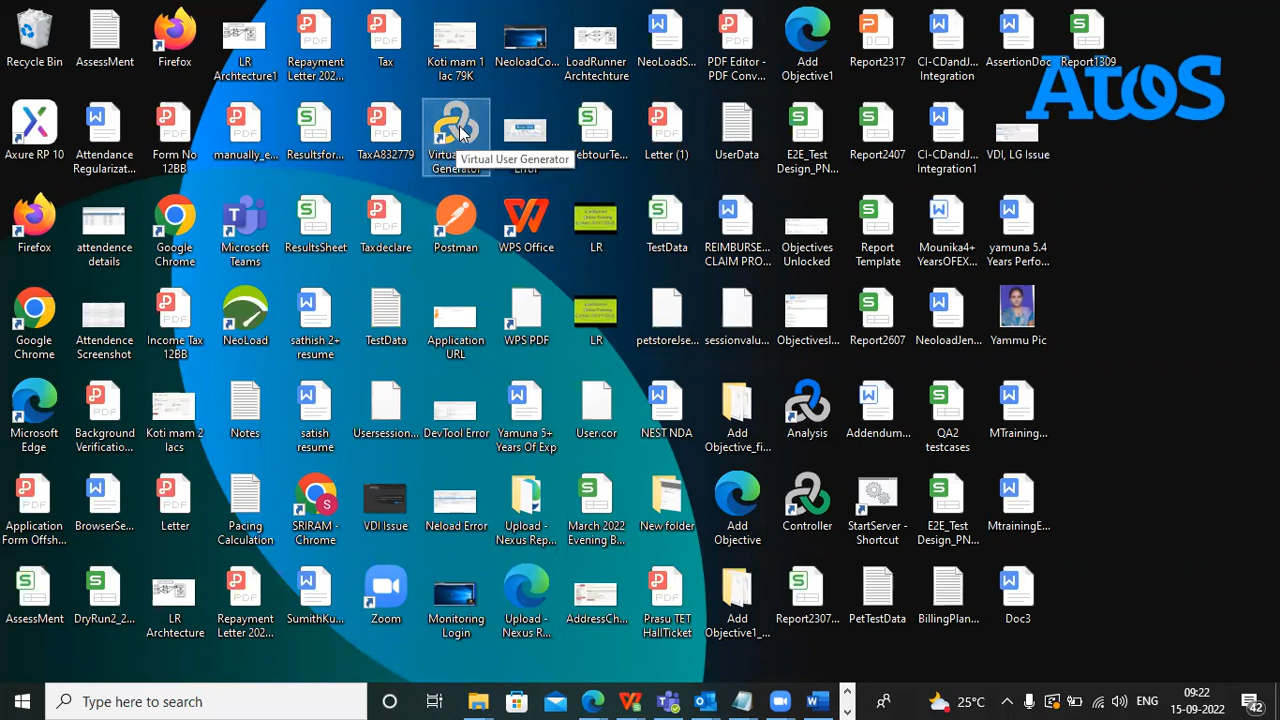 Recycle Bin
AssessMent
Firefox
LR
Archtecture1
Repayment
Letter 202...
Tax
Koti mam 1
lac 79K
NeoloadCo...
LoadRunner
Archtechture
NeoLoadS...
PDF Editor -
PDF Conv...
Add
Objective1
Report2317
CI-CDandJ...
Integration
AssertionDoc
Report1309
Atos
Axure RP 10
Attendance
Regularizat...
Form No
12BB
manually_e...
Resultsfor...
TaxA832779
Virtual User Generator
Error
Letter (1)
UserData
E2E_Test
Design_PN...
Report2407
CI-CDandJ...
Integration1
VDI, LG Issue
Firefox
attendence
details
Google
Chrome
Microsoft
Teams
ResultsSheet
Taxdeclare
Postman
WPS Office
LR
TestData
REIMBURSE...
CLAIM PRO...
Objectives
Unlocked
Report
Template
Mounika4+
YearsOFEX...
yamuna 5.4
Years Perfo...
Google
Chrome
Attendence
Screenshot
Income Tax
12BB
NeoLoad
sathish 2+
resume
TestData
Application
URL
WPS PDF
LR
petstoreJse...
sessionvalu...
ObjectivesI...
Report2607
NeoloadJen...
Yammu Pic
Microsoft
Edge
Background
Verificatio...
Koti mam 2
lacs
Notes
satish
resume
Usersession...
DevTool Error
Yamuna 5+
Years Of Exp
User.cor
NEST NDA
Add
Objective_fi...
Analysis
Addendum...
QA2
testcases
MTraining...
Application
Form Offsh...
BrowserSe...
Letter
Pacing
Calculation
SRIRAM -
Chrome
VDI Issue
Neload Error
Upload -
Nexus Rep...
March 2022
Evening B...
New folder
Add
Objective
Controller
StartServer -
Shortcut
E2E_Test
Design_PN...
MtrainingE...
AssessMent
DryRun2_2...
LR
Archtecture
Repayment
Letter 202...
SumithKu...
Zoom
Monitoring
Login
Upload -
Nexus R...
AddressCh...
Prasu TET
HallTicket
Add
Objective1_...
Report2307...
PetTestData
BillingPlan...
Doc3
Type here to search
25°C
ENG
09:22
15-09-2022
42